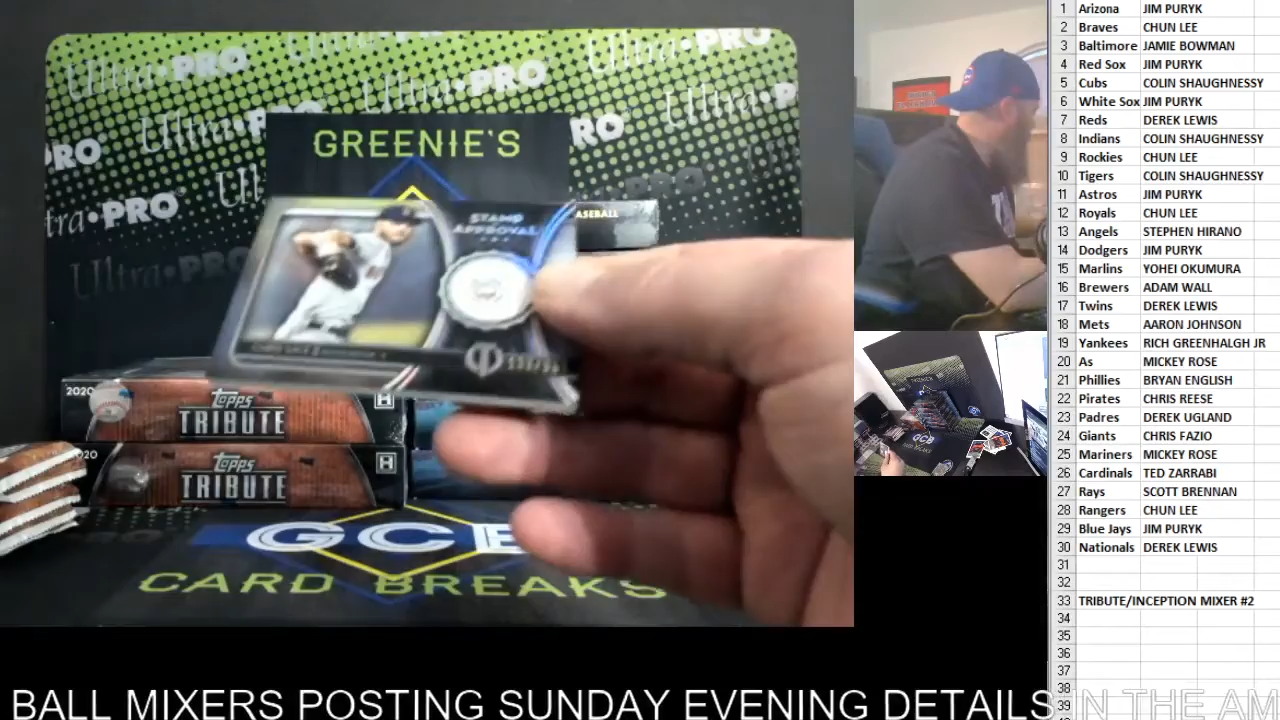 Ultra•PRO
GREENIE'S
STAMP
of APPROVAL
BASEBALL
2020
Topps
TRIBUTE
H
20
Topps
TRIBUTE
H
GCB
CARD BREAKS
GCB
1 Arizona JIM PURYK
2 Braves CHUN LEE
3 Baltimore JAMIE BOWMAN
4 Red Sox JIM PURYK
5 Cubs COLIN SHAUGHNESSY
6 White Sox JIM PURYK
7 Reds DEREK LEWIS
8 Indians COLIN SHAUGHNESSY
9 Rockies CHUN LEE
10 Tigers COLIN SHAUGHNESSY
11 Astros JIM PURYK
12 Royals CHUN LEE
13 Angels STEPHEN HIRANO
14 Dodgers JIM PURYK
15 Marlins YOHEI OKUMURA
16 Brewers ADAM WALL
17 Twins DEREK LEWIS
18 Mets AARON JOHNSON
19 Yankees RICH GREENHALGH JR
20 As MICKEY ROSE
21 Phillies BRYAN ENGLISH
22 Pirates CHRIS REESE
23 Padres DEREK UGLAND
24 Giants CHRIS FAZIO
25 Mariners MICKEY ROSE
26 Cardinals TED ZARRABI
27 Rays SCOTT BRENNAN
28 Rangers CHUN LEE
29 Blue Jays JIM PURYK
30 Nationals DEREK LEWIS
31
32
33 TRIBUTE/INCEPTION MIXER #2
34
35
36
37
38
39
BALL MIXERS POSTING SUNDAY EVENING DETAILS IN THE AM